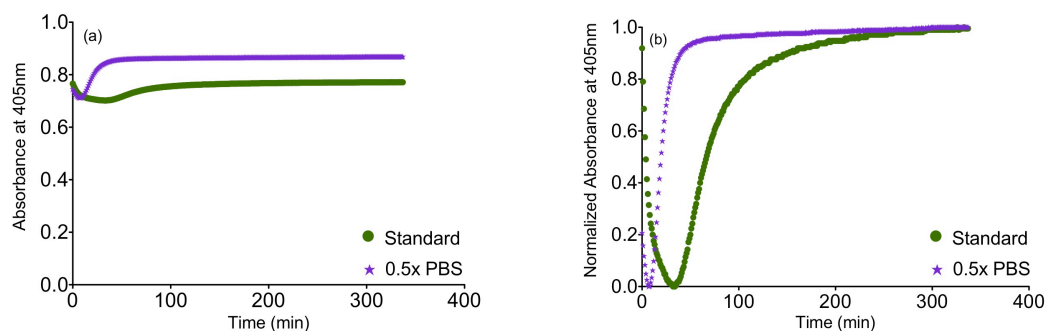 (a)
Absorbance at 405nm
1.0
0.8
0.6
0.4
0.2
0.0
0
100
200
300
400
Time (min)
Standard
0.5x PBS
(b)
Normalized Absorbance at 405nm
1.0
0.8
0.6
0.4
0.2
0.0
0
100
200
300
400
Time (min)
Standard
0.5x PBS